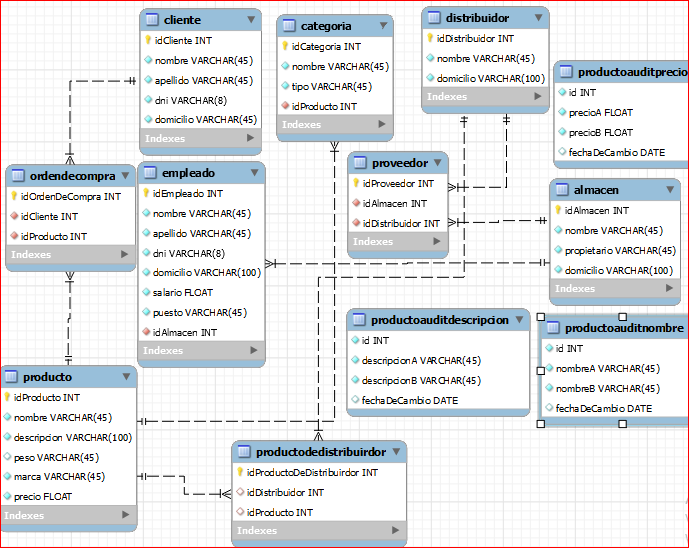 cliente
idCliente INT
nombre VARCHAR(45)
apellido VARCHAR(45)
dni VARCHAR(8)
domicilio VARCHAR(45)
Indexes
categoria
idCategoria INT
nombre VARCHAR(45)
tipo VARCHAR(45)
idProducto INT
Indexes
distribuidor
idDistribuidor INT
nombre VARCHAR(45)
domicilio VARCHAR(100)
Indexes
productoauditprecio
id INT
precioA FLOAT
precioB FLOAT
fechaDeCambio DATE
ordendecompra
idOrdenDeCompra INT
idCliente INT
idProducto INT
Indexes
empleado
idEmpleado INT
nombre VARCHAR(45)
apellido VARCHAR(45)
dni VARCHAR(8)
domicilio VARCHAR(100)
salario FLOAT
puesto VARCHAR(45)
idAlmacen INT
Indexes
proveedor
idProveedor INT
idAlmacen INT
idDistribuidor INT
Indexes
almacen
idAlmacen INT
nombre VARCHAR(45)
propietario VARCHAR(45)
domicilio VARCHAR(100)
Indexes
productoauditdescripcion
id INT
descripcionA VARCHAR(45)
descripcionB VARCHAR(45)
fechaDeCambio DATE
productoauditnombre
id INT
nombreA VARCHAR(45)
nombreB VARCHAR(45)
fechaDeCambio DATE
producto
idProducto INT
nombre VARCHAR(45)
descripcion VARCHAR(100)
peso VARCHAR(45)
marca VARCHAR(45)
precio FLOAT
Indexes
productodedistribuirdor
idProductoDeDistribuirdor INT
idDistribuidor INT
idProducto INT
Indexes